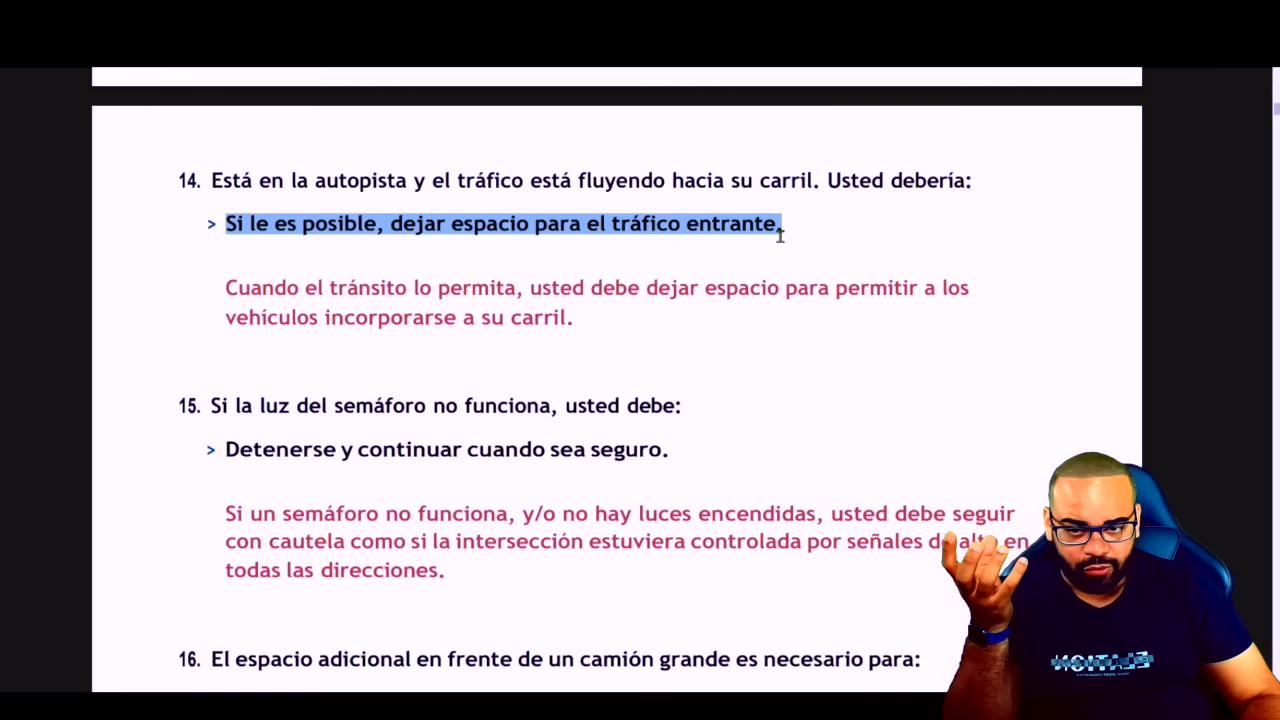 14. Está en la autopista y el tráfico está fluyendo hacia su carril. Usted debería:
> Si le es posible, dejar espacio para el tráfico entrante.
Cuando el tránsito lo permita, usted debe dejar espacio para permitir a los
vehículos incorporarse a su carril.
15. Si la luz del semáforo no funciona, usted debe:
> Detenerse y continuar cuando sea seguro.
Si un semáforo no funciona, y/o no hay luces encendidas, usted debe seguir
con cautela como si la intersección estuviera controlada por señales de alto en
todas las direcciones.
16. El espacio adicional en frente de un camión grande es necesario para: